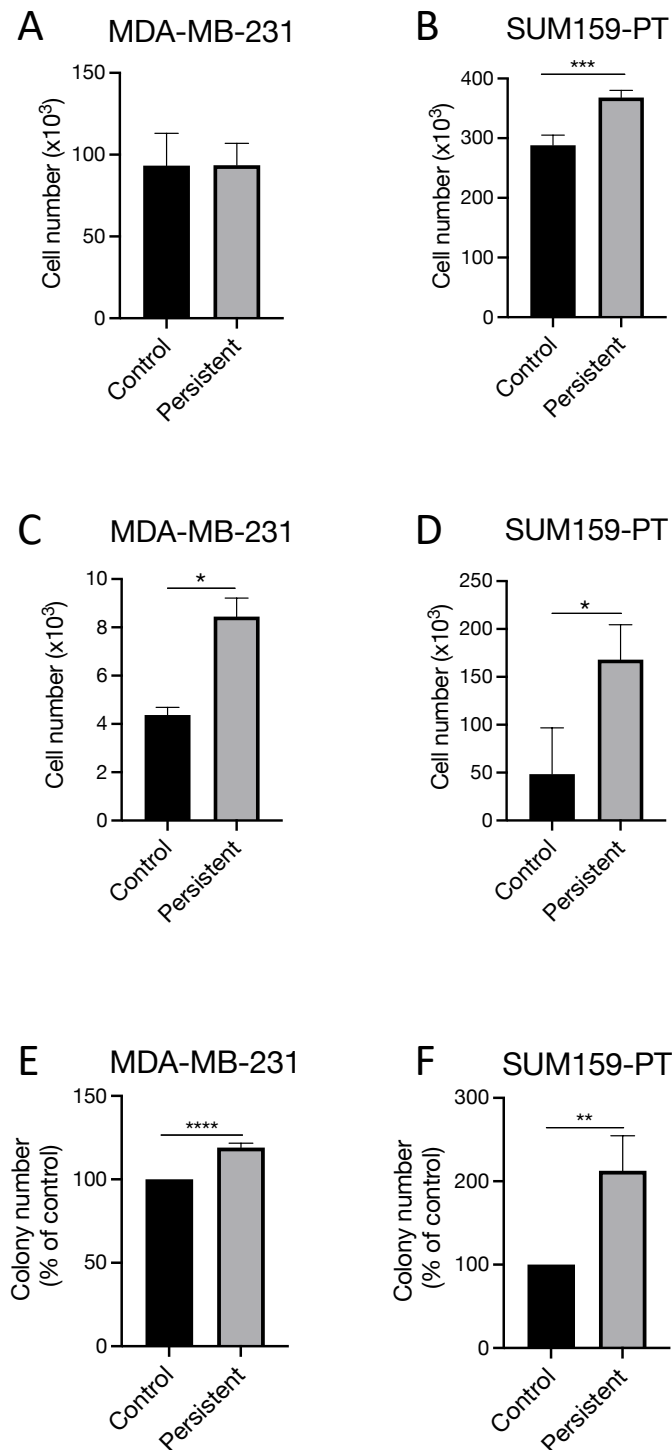 A MDA-MB-231
Cell number (x10³)
150
100
50
0
Control
Persistent
B SUM159-PT
Cell number (x10³)
***
400
300
200
100
0
Control
Persistent
C MDA-MB-231
Cell number (x10³)
*
10
8
6
4
2
0
Control
Persistent
D SUM159-PT
Cell number (x10³)
*
250
200
150
100
50
0
Control
Persistent
E MDA-MB-231
Colony number
(% of control)
****
150
100
50
0
Control
Persistent
F SUM159-PT
Colony number
(% of control)
**
300
200
100
0
Control
Persistent